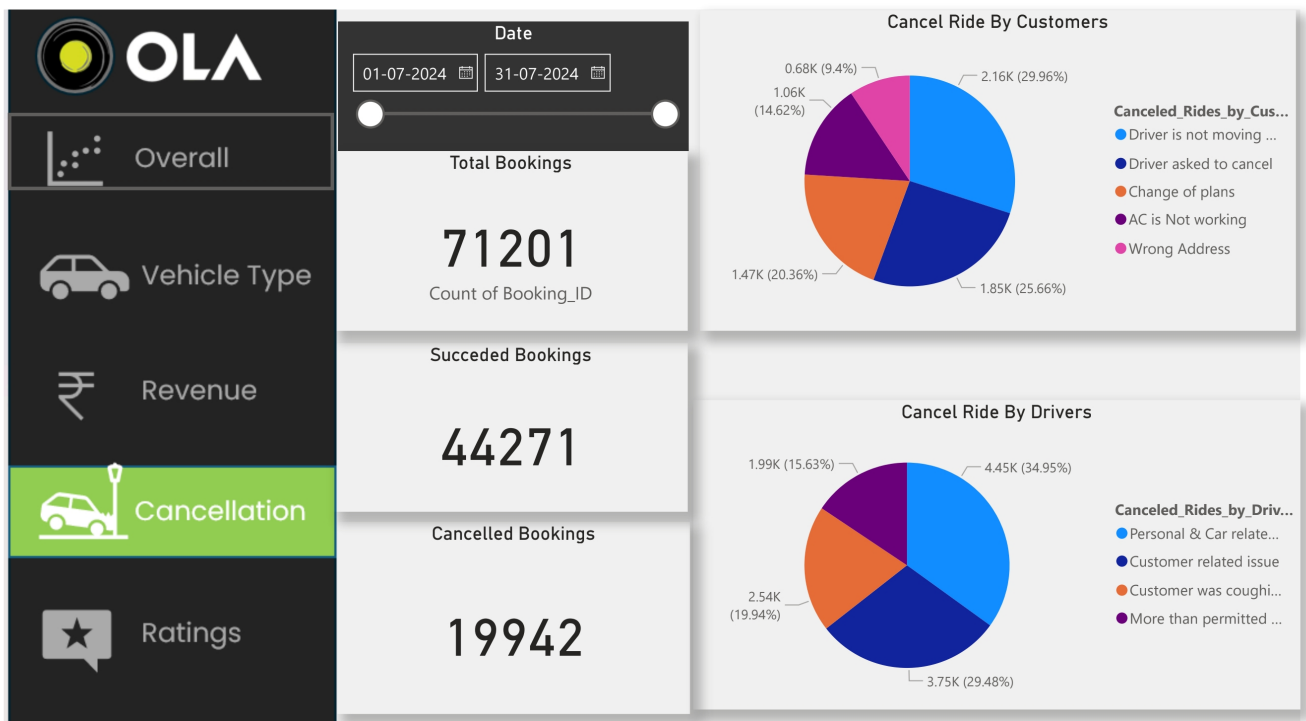 OLA
Overall
Vehicle Type
₹
Revenue
Cancellation
Ratings
Date
01-07-2024
31-07-2024
Total Bookings
71201
Count of Booking_ID
Succeded Bookings
44271
Cancelled Bookings
19942
Cancel Ride By Customers
0.68K (9.4%)
2.16K (29.96%)
1.06K
(14.62%)
1.47K (20.36%)
1.85K (25.66%)
Canceled_Rides_by_Cus...
Driver is not moving ...
Driver asked to cancel
Change of plans
AC is Not working
Wrong Address
Cancel Ride By Drivers
1.99K (15.63%)
4.45K (34.95%)
2.54K
(19.94%)
3.75K (29.48%)
Canceled_Rides_by_Driv...
Personal & Car relate...
Customer related issue
Customer was coughi...
More than permitted ...